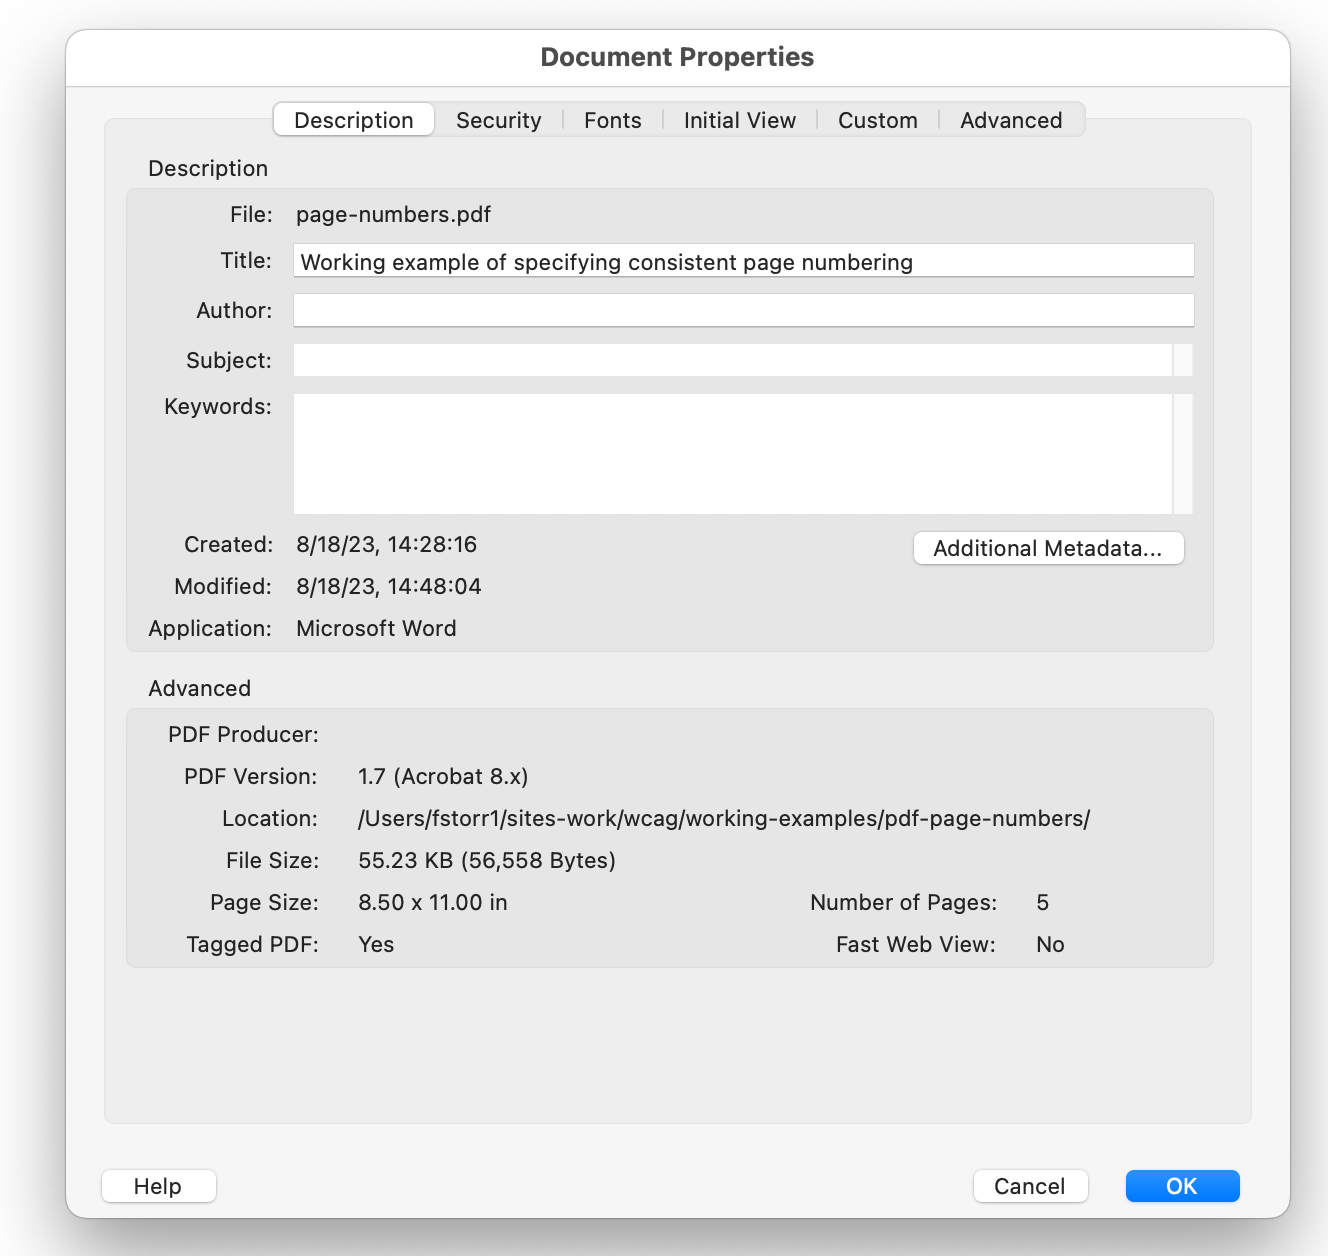 Document Properties
Description Security Fonts Initial View Custom Advanced
Description
File: page-numbers.pdf
Title: Working example of specifying consistent page numbering
Author:
Subject:
Keywords:
Created: 8/18/23, 14:28:16
Additional Metadata...
Modified: 8/18/23, 14:48:04
Application: Microsoft Word
Advanced
PDF Producer:
PDF Version: 1.7 (Acrobat 8.x)
Location: /Users/fstorr1/sites-work/wcag/working-examples/pdf-page-numbers/
File Size: 55.23 KB (56,558 Bytes)
Page Size: 8.50 x 11.00 in Number of Pages: 5
Tagged PDF: Yes Fast Web View: No
Help Cancel OK